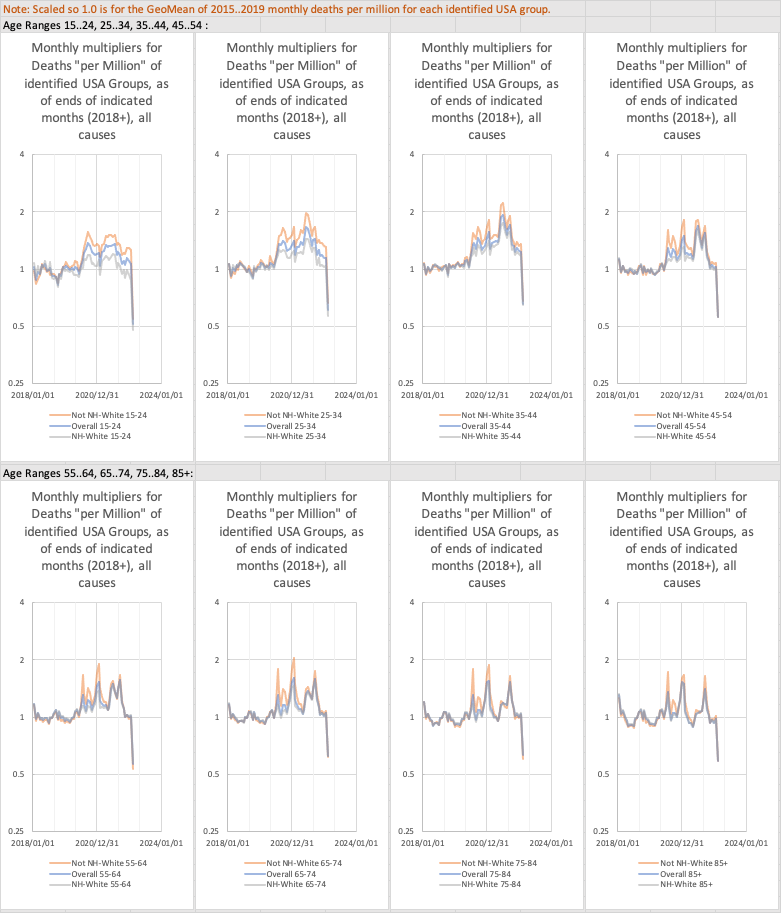 Note: Scaled so 1.0 is for the GeoMean of 2015..2019 monthly deaths per million for each identified USA group.
Age Ranges 15..24, 25..34, 35..44, 45..54 :
Monthly multipliers for
Deaths "per Million" of
identified USA Groups, as
of ends of indicated
months (2018+), all
causes
4
2
1
0.5
0.25
2018/01/01 2020/12/31 2024/01/01
Not NH-White 15-24
Overall 15-24
NH-White 15-24
Monthly multipliers for
Deaths "per Million" of
identified USA Groups, as
of ends of indicated
months (2018+), all
causes
4
2
1
0.5
0.25
2018/01/01 2020/12/31 2024/01/01
Not NH-White 25-34
Overall 25-34
NH-White 25-34
Monthly multipliers for
Deaths "per Million" of
identified USA Groups, as
of ends of indicated
months (2018+), all
causes
4
2
1
0.5
0.25
2018/01/01 2020/12/31 2024/01/01
Not NH-White 35-44
Overall 35-44
NH-White 35-44
Monthly multipliers for
Deaths "per Million" of
identified USA Groups, as
of ends of indicated
months (2018+), all
causes
4
2
1
0.5
0.25
2018/01/01 2020/12/31 2024/01/01
Not NH-White 45-54
Overall 45-54
NH-White 45-54
Age Ranges 55..64, 65..74, 75..84, 85+:
Monthly multipliers for
Deaths "per Million" of
identified USA Groups, as
of ends of indicated
months (2018+), all
causes
4
2
1
0.5
0.25
2018/01/01 2020/12/31 2024/01/01
Not NH-White 55-64
Overall 55-64
NH-White 55-64
Monthly multipliers for
Deaths "per Million" of
identified USA Groups, as
of ends of indicated
months (2018+), all
causes
4
2
1
0.5
0.25
2018/01/01 2020/12/31 2024/01/01
Not NH-White 65-74
Overall 65-74
NH-White 65-74
Monthly multipliers for
Deaths "per Million" of
identified USA Groups, as
of ends of indicated
months (2018+), all
causes
4
2
1
0.5
0.25
2018/01/01 2020/12/31 2024/01/01
Not NH-White 75-84
Overall 75-84
NH-White 75-84
Monthly multipliers for
Deaths "per Million" of
identified USA Groups, as
of ends of indicated
months (2018+), all
causes
4
2
1
0.5
0.25
2018/01/01 2020/12/31 2024/01/01
Not NH-White 85+
Overall 85+
NH-White 85+